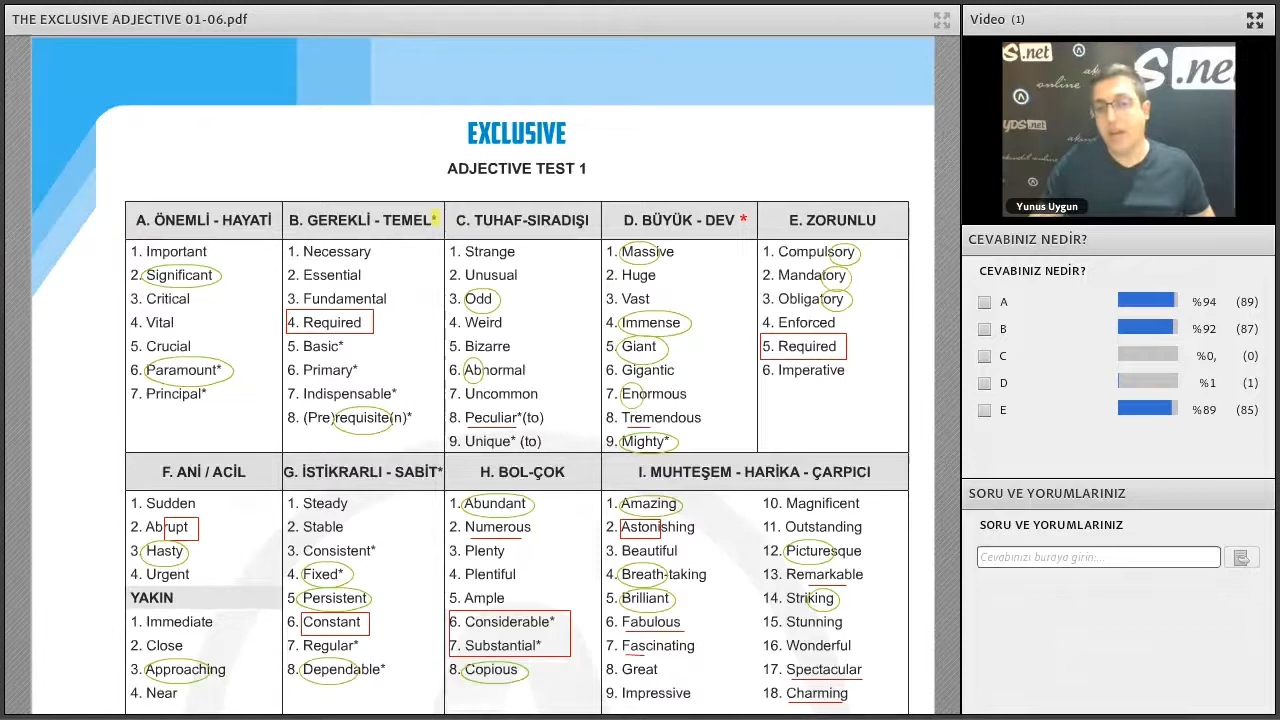 THE EXCLUSIVE ADJECTIVE 01-06.pdf
EXCLUSIVE
ADJECTIVE TEST 1
A. ÖNEMLİ - HAYATİ
1. Important
2. Significant
3. Critical
4. Vital
5. Crucial
6. Paramount*
7. Principal*
B. GEREKLİ - TEMEL*
1. Necessary
2. Essential
3. Fundamental
4. Required
5. Basic*
6. Primary*
7. Indispensable*
8. (Pre)requisite(n)*
C. TUHAF-SIRADIŞI
1. Strange
2. Unusual
3. Odd
4. Weird
5. Bizarre
6. Abnormal
7. Uncommon
8. Peculiar*(to)
9. Unique* (to)
D. BÜYÜK - DEV *
1. Massive
2. Huge
3. Vast
4. Immense
5. Giant
6. Gigantic
7. Enormous
8. Tremendous
9. Mighty*
E. ZORUNLU
1. Compulsory
2. Mandatory
3. Obligatory
4. Enforced
5. Required
6. Imperative
F. ANİ / ACİL
1. Sudden
2. Abrupt
3. Hasty
4. Urgent
YAKIN
1. Immediate
2. Close
3. Approaching
4. Near
G. İSTİKRARLI - SABİT*
1. Steady
2. Stable
3. Consistent*
4. Fixed*
5. Persistent
6. Constant
7. Regular*
8. Dependable*
H. BOL-ÇOK
1. Abundant
2. Numerous
3. Plenty
4. Plentiful
5. Ample
6. Considerable*
7. Substantial*
8. Copious
I. MUHTEŞEM - HARİKA - ÇARPICI
1. Amazing
2. Astonishing
3. Beautiful
4. Breath-taking
5. Brilliant
6. Fabulous
7. Fascinating
8. Great
9. Impressive
10. Magnificent
11. Outstanding
12. Picturesque
13. Remarkable
14. Striking
15. Stunning
16. Wonderful
17. Spectacular
18. Charming
Video (1)
S.net
S.net
online
YDS.net
Yunus Uygun
CEVABINIZ NEDİR?
CEVABINIZ NEDİR?
A %94 (89)
B %92 (87)
C %0, (0)
D %1 (1)
E %89 (85)
SORU VE YORUMLARINIZ
SORU VE YORUMLARINIZ
Cevabınızı buraya girin:...